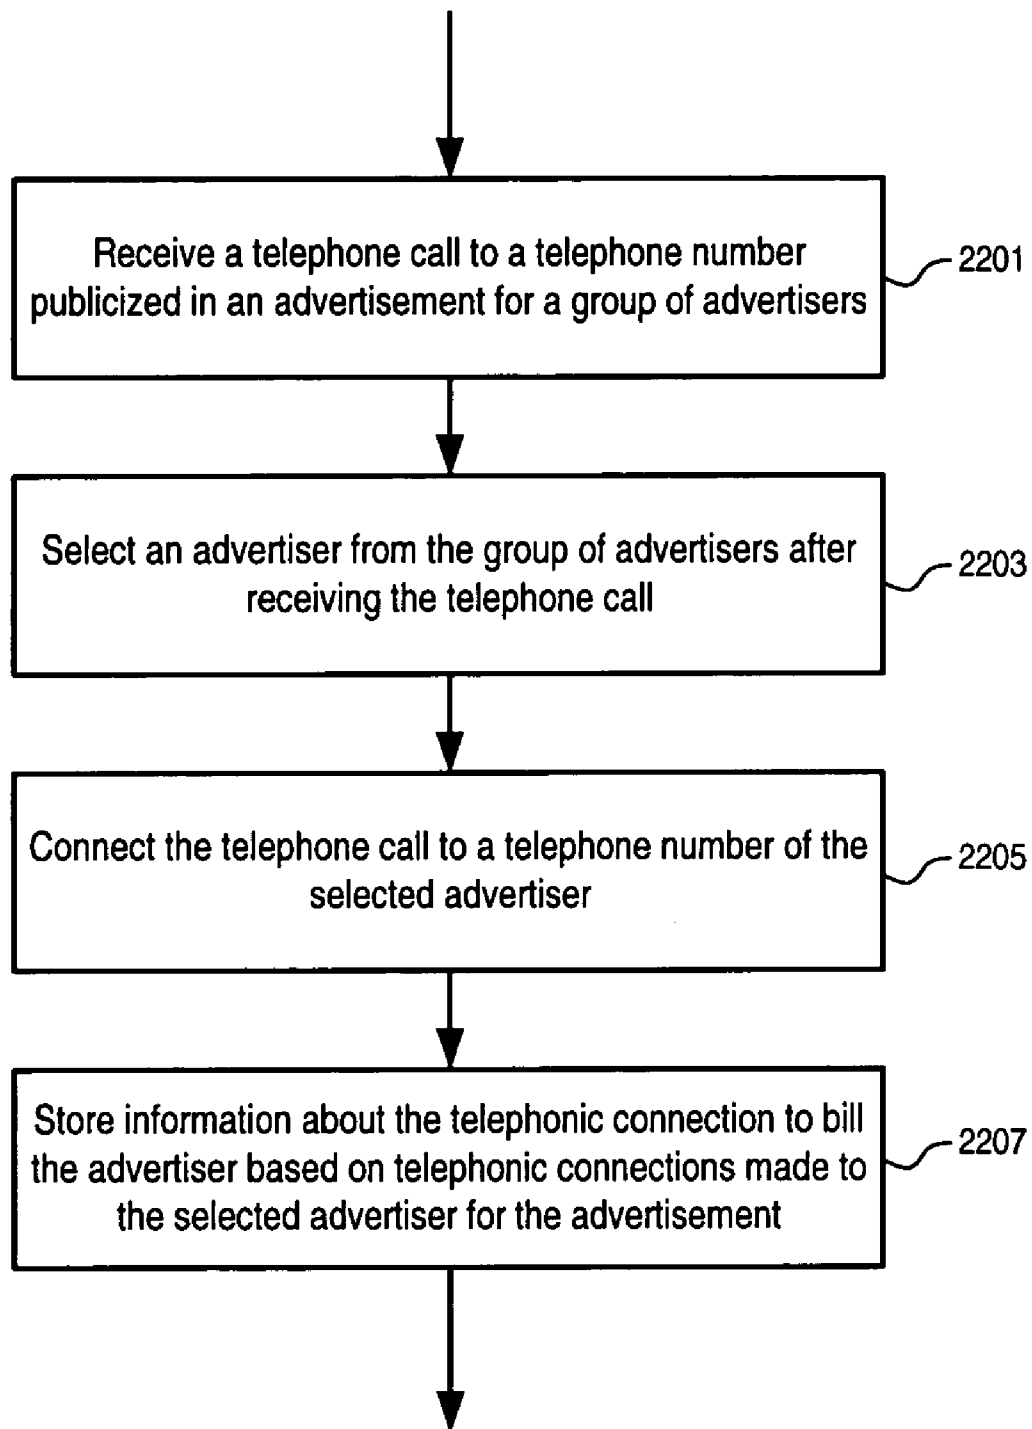 Receive a telephone call to a telephone number
publicized in an advertisement for a group of advertisers
2201
Select an advertiser from the group of advertisers after
receiving the telephone call
2203
Connect the telephone call to a telephone number of the
selected advertiser
2205
Store information about the telephonic connection to bill
the advertiser based on telephonic connections made to
the selected advertiser for the advertisement
2207